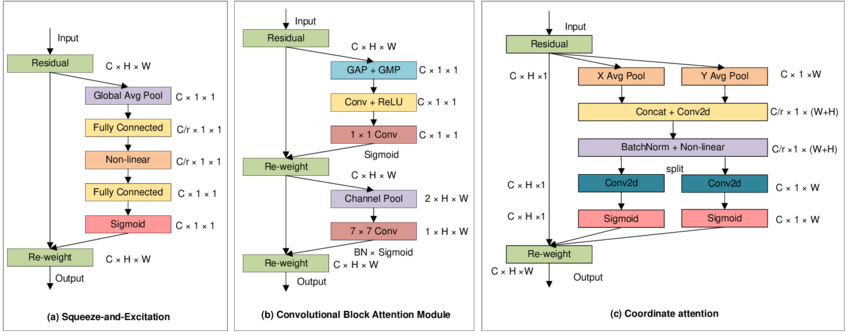 Input
Residual
C × H × W
Global Avg Pool
C × 1 × 1
Fully Connected
C/r × 1 × 1
Non-linear
C/r × 1 × 1
Fully Connected
C × 1 × 1
Sigmoid
C × 1 × 1
Re-weight
C × H × W
Output
(a) Squeeze-and-Excitation
Input
Residual
C × H × W
GAP + GMP
C × 1 × 1
Conv + ReLU
C × 1 × 1
1 × 1 Conv
C × 1 × 1
Sigmoid
Re-weight
C × H × W
Channel Pool
2 × H × W
7 × 7 Conv
1 × H × W
BN × Sigmoid
Re-weight
C × H × W
Output
(b) Convolutional Block Attention Module
Input
Residual
C × H ×1
X Avg Pool
Y Avg Pool
C × 1 ×W
Concat + Conv2d
C/r × 1 × (W+H)
BatchNorm + Non-linear
C/r ×1 × (W+H)
split
C × H ×1
Conv2d
Conv2d
C × 1 × W
C × H ×1
Sigmoid
Sigmoid
C × 1 × W
Re-weight
C × H ×W
Output
(c) Coordinate attention